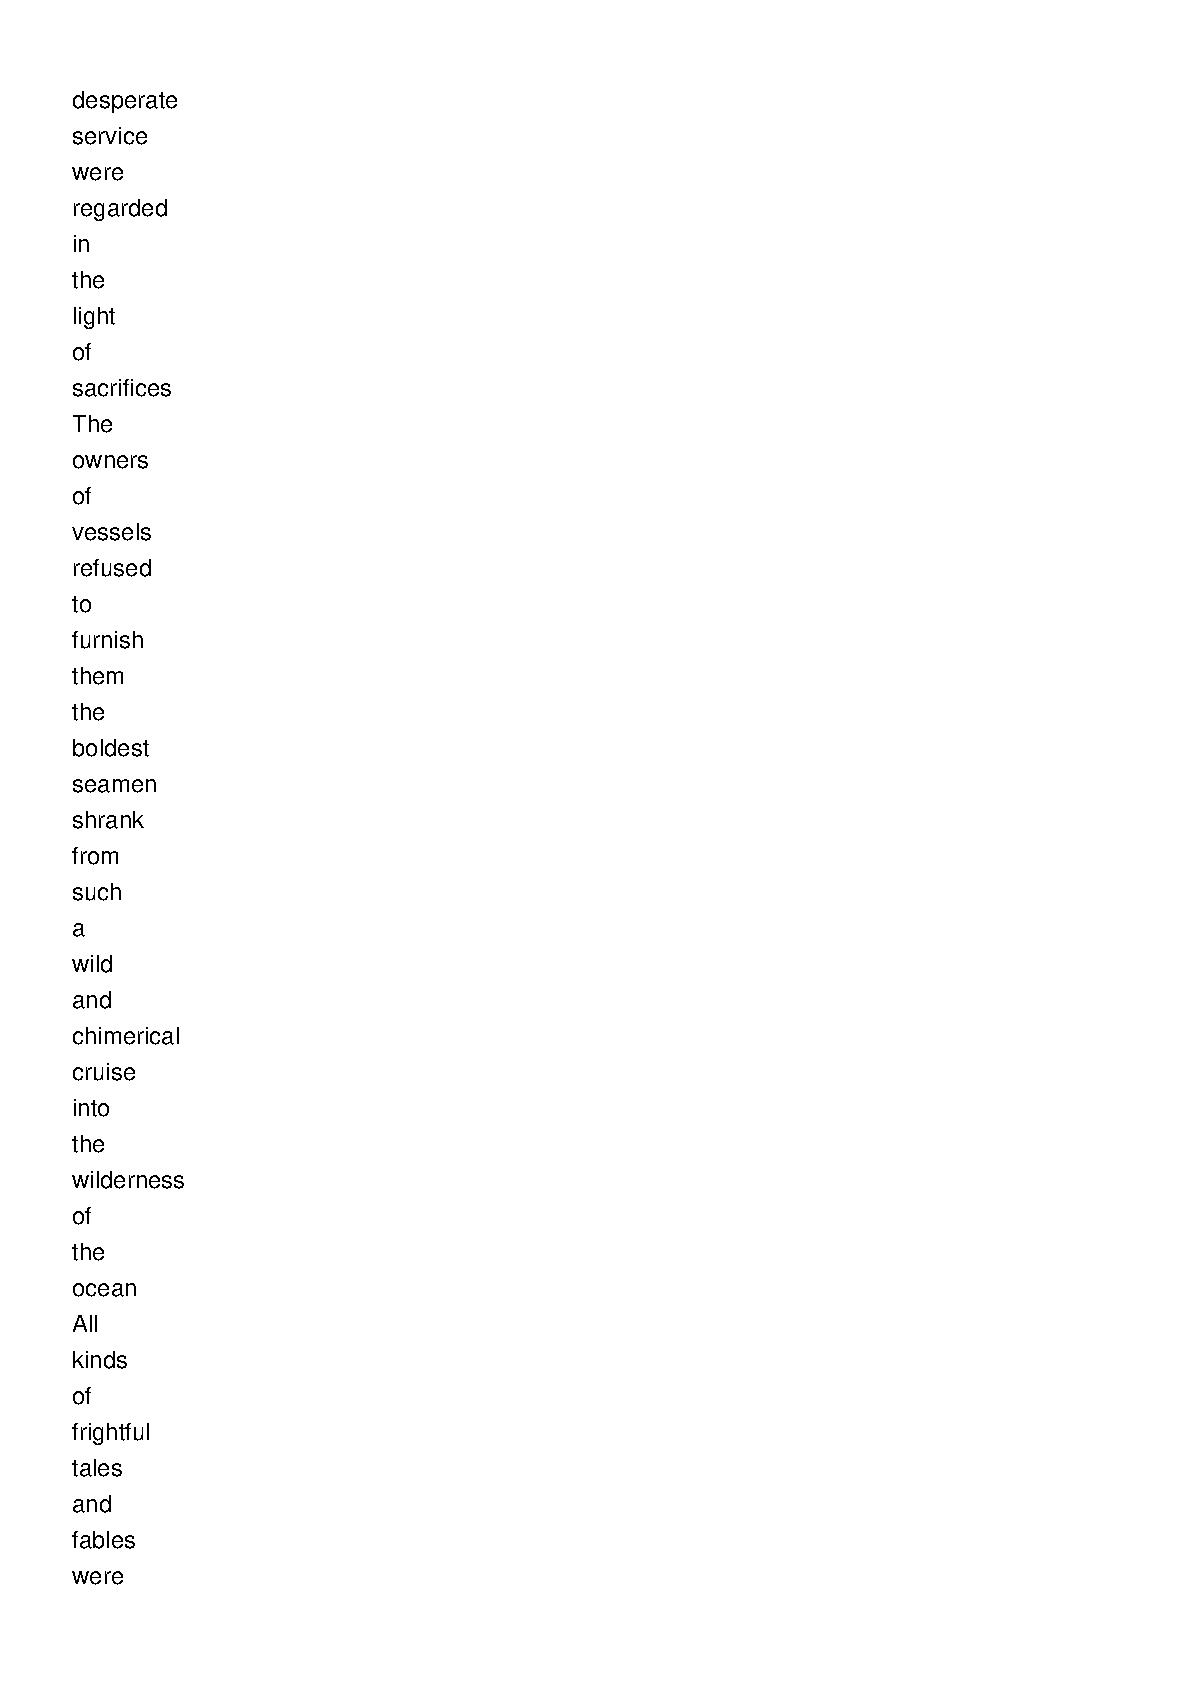 desperate
service
were
regarded
in
the
light
of
sacrifices
The
owners
of
vessels
refused
to
furnish
them
the
boldest
seamen
shrank
from
such
a
wild
and
chimerical
cruise
into
the
wilderness
of
the
ocean
All
kinds
of
frightful
tales
and
fables
were